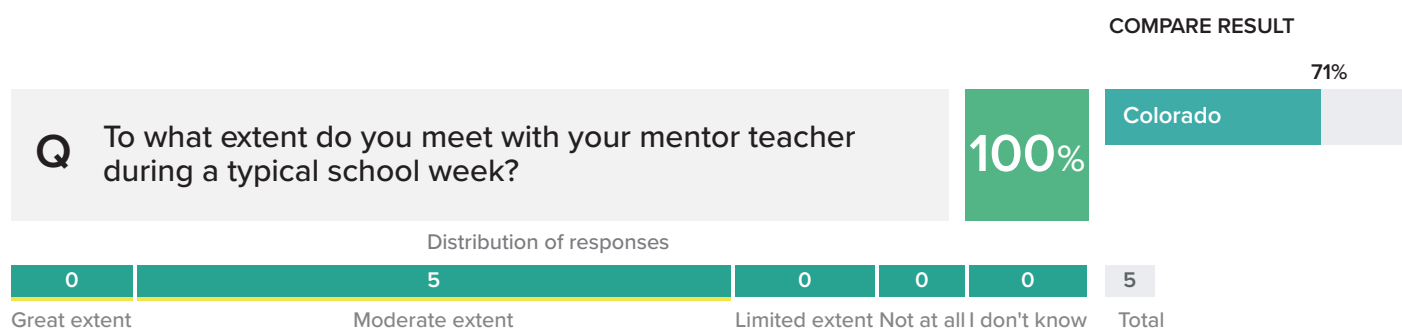 COMPARE RESULT
71%
Q To what extent do you meet with your mentor teacher
during a typical school week?
100%
Colorado
Distribution of responses
0 5 0 0 0 5
Great extent Moderate extent Limited extent Not at all I don't know Total